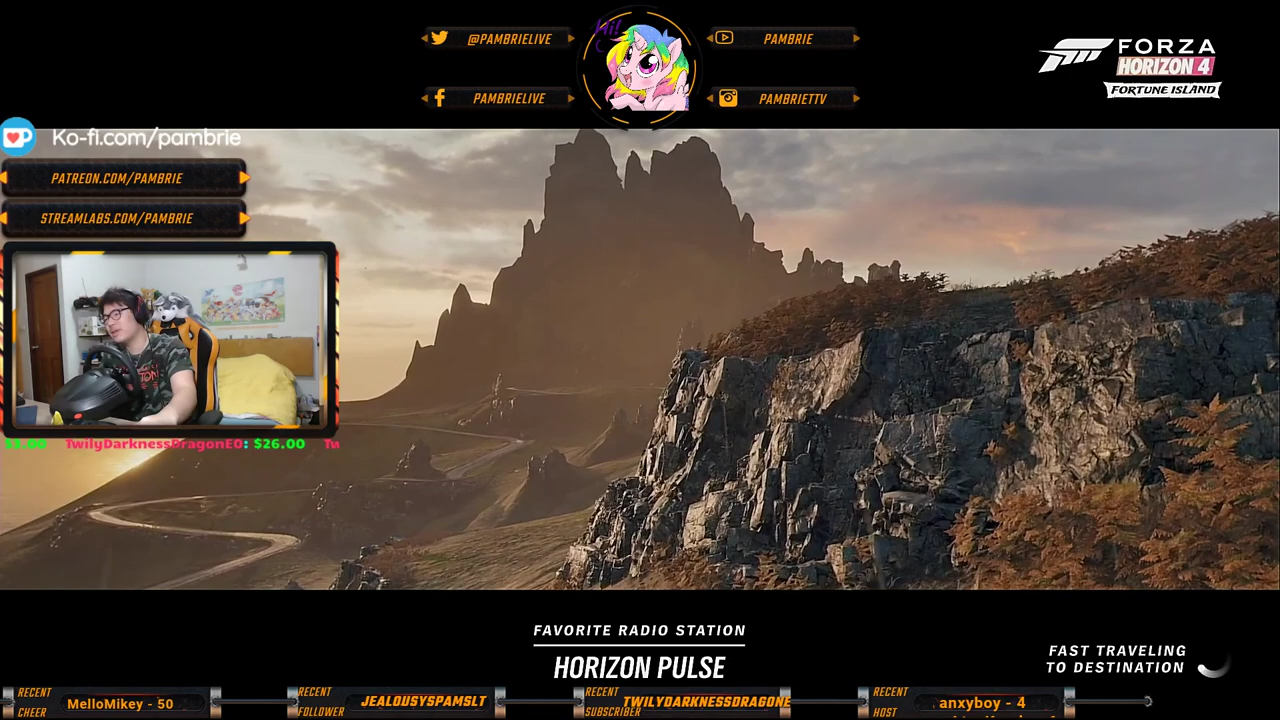 @PAMBRIELIVE
Hi!
PAMBRIE
PAMBRIELIVE
PAMBRIETTV
FORZA
HORIZON 4
FORTUNE ISLAND
Ko-fi.com/pambrie
PATREON.COM/PAMBRIE
STREAMLABS.COM/PAMBRIE
TwilyDarknessDragonEO: $26.00 Tw
FAVORITE RADIO STATION
HORIZON PULSE
FAST TRAVELING
TO DESTINATION
RECENT
CHEER
MelloMikey - 50
RECENT
FOLLOWER
JEALOUSYSPAMSLT
RECENT
SUBSCRIBER
TWILYDARKNESSDRAGONE
RECENT
HOST
anxyboy - 4